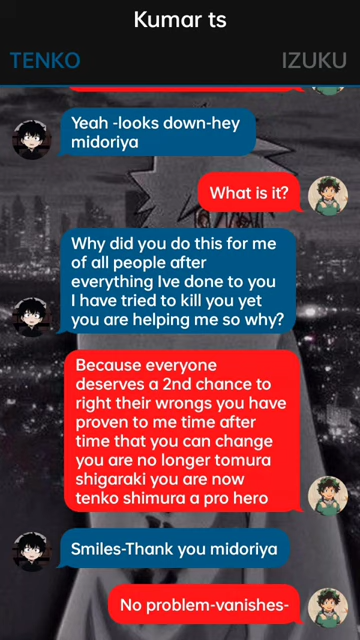 Kumar ts
TENKO
IZUKU
Yeah -looks down-hey
midoriya
What is it?
Why did you do this for me
of all people after
everything Ive done to you
I have tried to kill you yet
you are helping me so why?
Because everyone
deserves a 2nd chance to
right their wrongs you have
proven to me time after
time that you can change
you are no longer tomura
shigaraki you are now
tenko shimura a pro hero
Smiles-Thank you midoriya
No problem-vanishes-